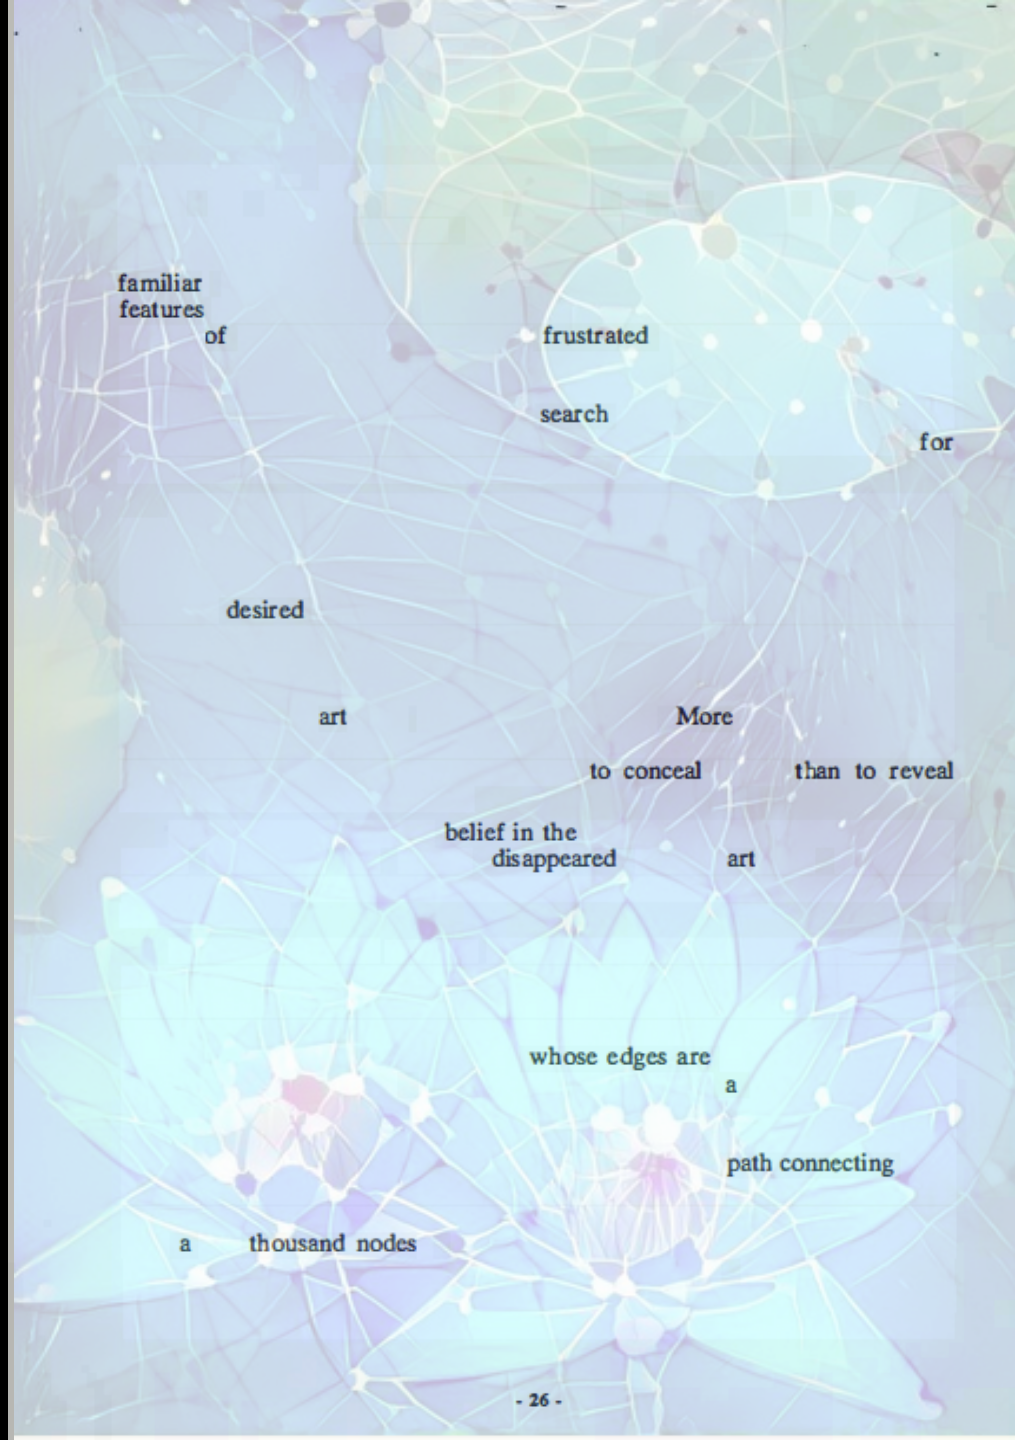 familiar
features
of frustrated
search
for
desired
art More
to conceal than to reveal
belief in the
disappeared art
whose edges are
a
path connecting
a thousand nodes
- 26 -